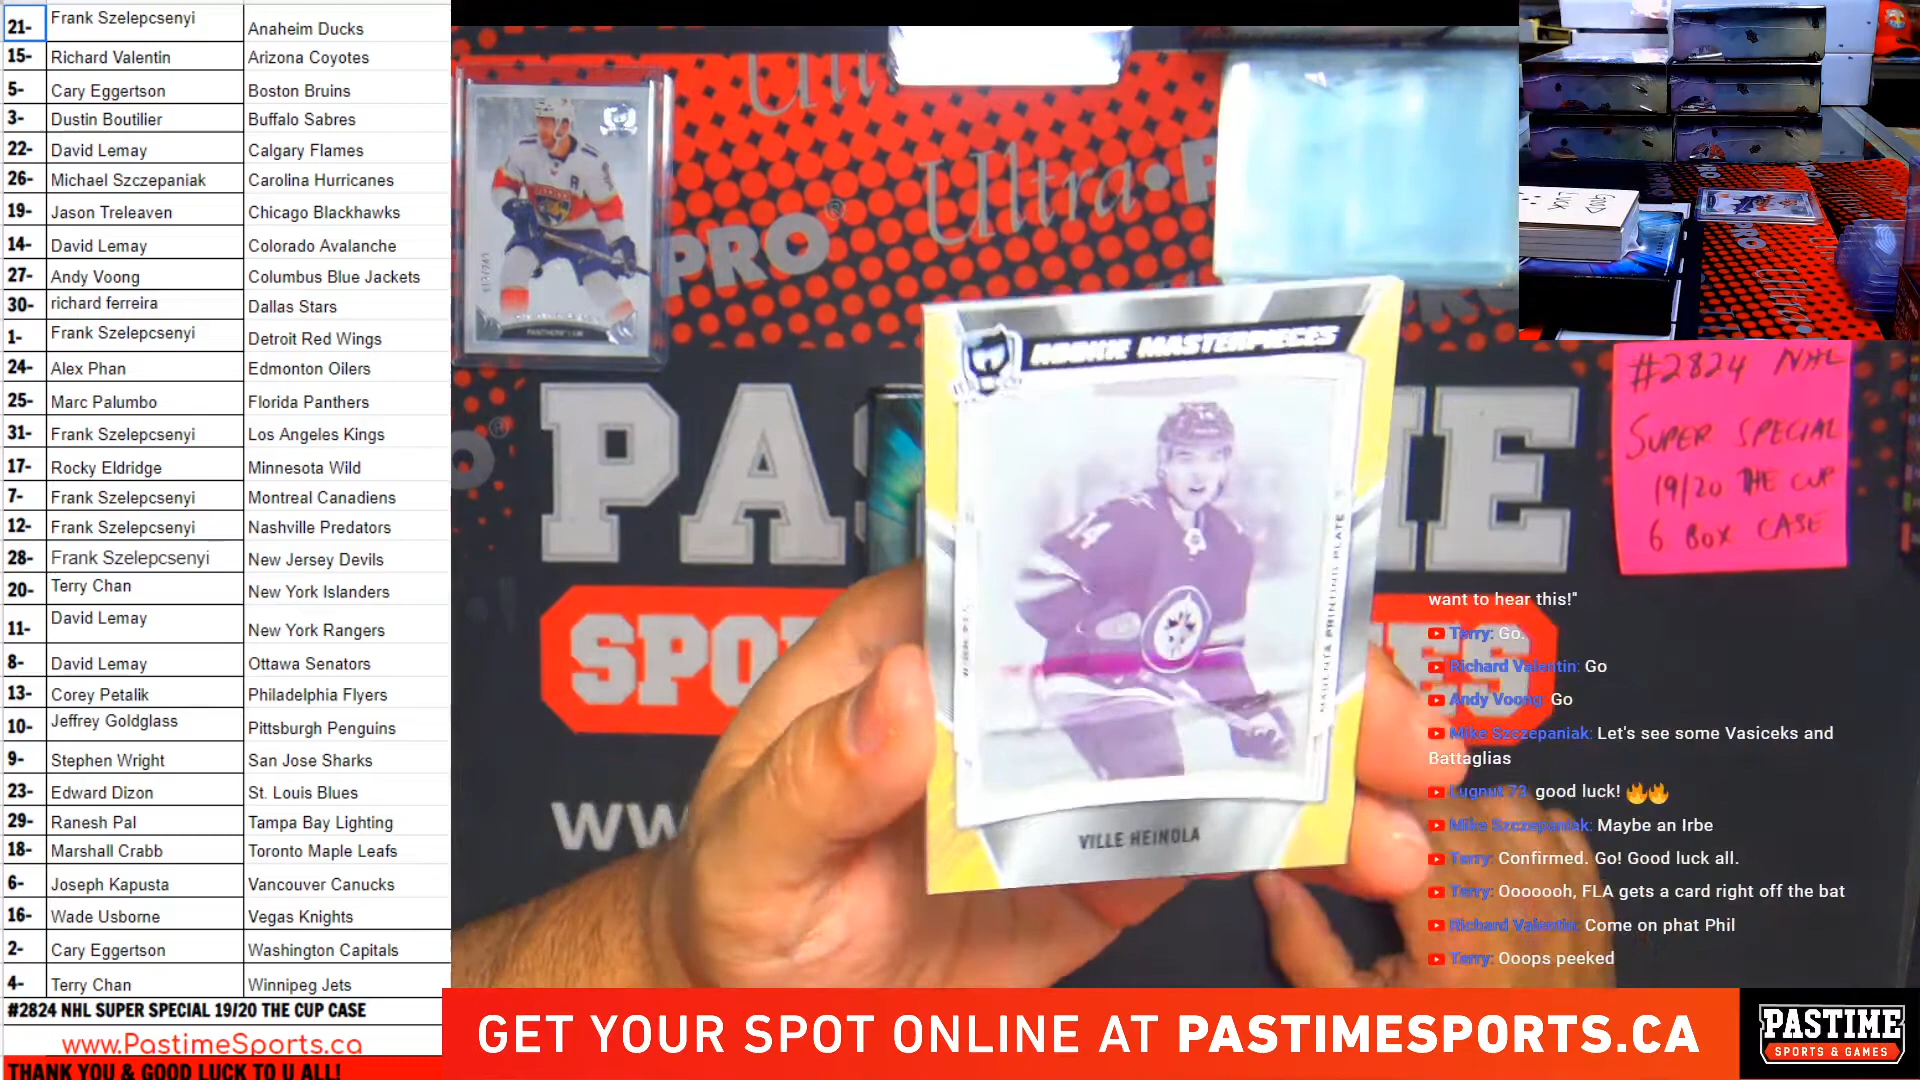 21- Frank Szelepcsenyi Anaheim Ducks
15- Richard Valentin Arizona Coyotes
5- Cary Eggertson Boston Bruins
3- Dustin Boutilier Buffalo Sabres
22- David Lemay Calgary Flames
26- Michael Szczepaniak Carolina Hurricanes
19- Jason Treleaven Chicago Blackhawks
14- David Lemay Colorado Avalanche
27- Andy Voong Columbus Blue Jackets
30- richard ferreira Dallas Stars
1- Frank Szelepcsenyi Detroit Red Wings
24- Alex Phan Edmonton Oilers
25- Marc Palumbo Florida Panthers
31- Frank Szelepcsenyi Los Angeles Kings
17- Rocky Eldridge Minnesota Wild
7- Frank Szelepcsenyi Montreal Canadiens
12- Frank Szelepcsenyi Nashville Predators
28- Frank Szelepcsenyi New Jersey Devils
20- Terry Chan New York Islanders
11- David Lemay New York Rangers
8- David Lemay Ottawa Senators
13- Corey Petalik Philadelphia Flyers
10- Jeffrey Goldglass Pittsburgh Penguins
9- Stephen Wright San Jose Sharks
23- Edward Dizon St. Louis Blues
29- Ranesh Pal Tampa Bay Lighting
18- Marshall Crabb Toronto Maple Leafs
6- Joseph Kapusta Vancouver Canucks
16- Wade Usborne Vegas Knights
2- Cary Eggertson Washington Capitals
4- Terry Chan Winnipeg Jets
#2824 NHL SUPER SPECIAL 19/20 THE CUP CASE
www.PastimeSports.ca
THANK YOU & GOOD LUCK TO U ALL!
Ultra
Ultra•P
PRO
ROOKIE MASTERPIECES
14
MAGENTA PRINTING PLATE
VILLE HEINOLA
GOOD
LUCK
PRO
#2824 NHL
SUPER SPECIAL
19/20 THE CUP
6 BOX CASE
want to hear this!"
Terry: Go.
Richard Valentin: Go
Andy Voong: Go
Mike Szczepaniak: Let's see some Vasiceks and
Battaglias
Lugnut 73: good luck! 🔥🔥
Mike Szczepaniak: Maybe an Irbe
Terry: Confirmed. Go! Good luck all.
Terry: Ooooooh, FLA gets a card right off the bat
Richard Valentin: Come on phat Phil
Terry: Ooops peeked
GET YOUR SPOT ONLINE AT PASTIMESPORTS.CA
PASTIME
SPORTS & GAMES